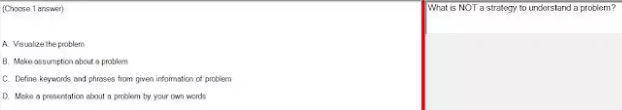 (Choose 1 answer)
What is NOT a strategy to understand a problem?
A. Visualize the problem
B. Make assumption about a problem
C. Define keywords and phrases from given information of problem
D. Make a presentation about a problem by your own words